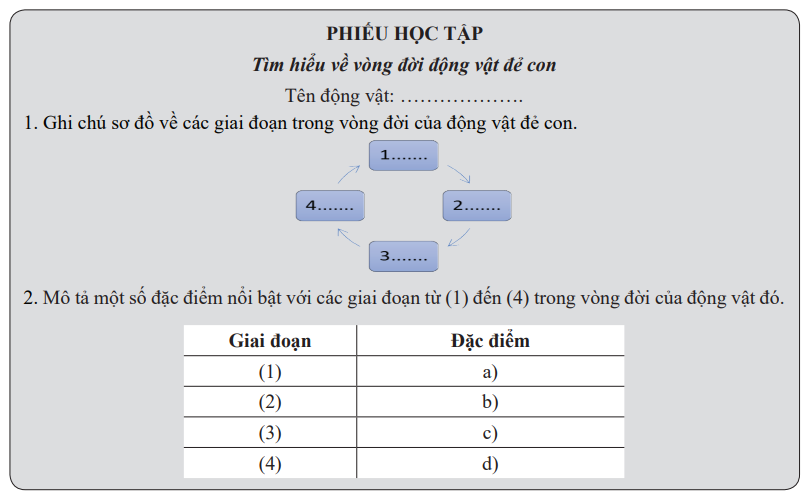 PHIẾU HỌC TẬP
Tìm hiểu về vòng đời động vật đẻ con
Tên động vật: ……………….
1. Ghi chú sơ đồ về các giai đoạn trong vòng đời của động vật đẻ con.
1.......
4.......
2.......
3.......
2. Mô tả một số đặc điểm nổi bật với các giai đoạn từ (1) đến (4) trong vòng đời của động vật đó.
Giai đoạn Đặc điểm
(1) a)
(2) b)
(3) c)
(4) d)